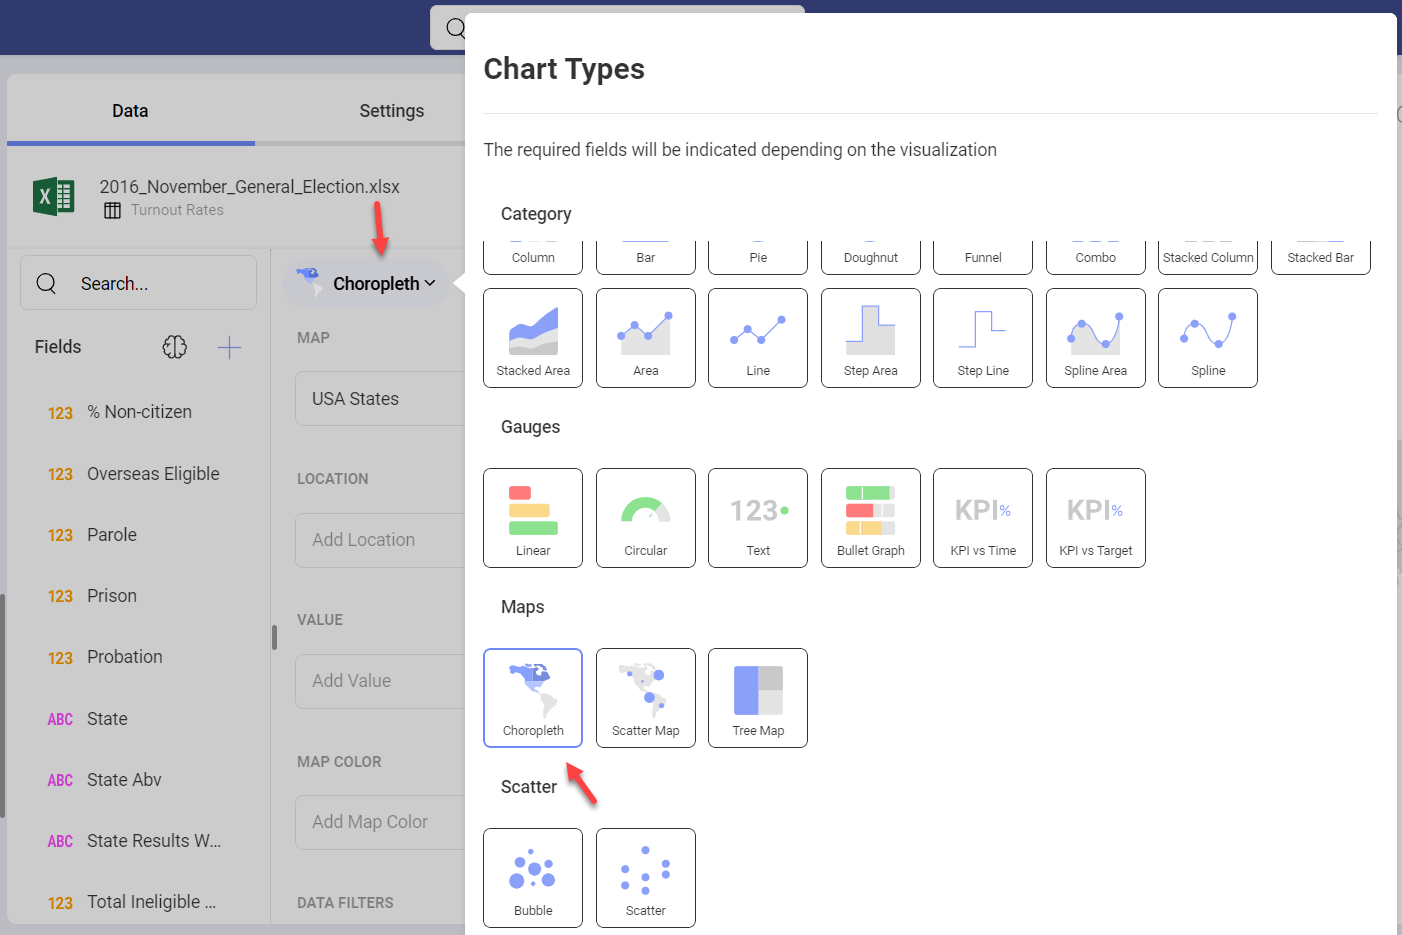 Chart Types
Data
Settings
The required fields will be indicated depending on the visualization
2016_November_General_Election.xlsx
Turnout Rates
Category
Column
Bar
Pie
Doughnut
Funnel
Combo
Stacked Column
Stacked Bar
Search...
Choropleth
Fields
MAP
USA States
Stacked Area
Area
Line
Step Area
Step Line
Spline Area
Spline
123 % Non-citizen
123 Overseas Eligible
123 Parole
123 Prison
123 Probation
ABC State
ABC State Abv
ABC State Results W...
123 Total Ineligible ...
LOCATION
Add Location
VALUE
Add Value
MAP COLOR
Add Map Color
DATA FILTERS
Gauges
Linear
Circular
123
Text
Bullet Graph
KPI%
KPI vs Time
KPI%
KPI vs Target
Maps
Choropleth
Scatter Map
Tree Map
Scatter
Bubble
Scatter